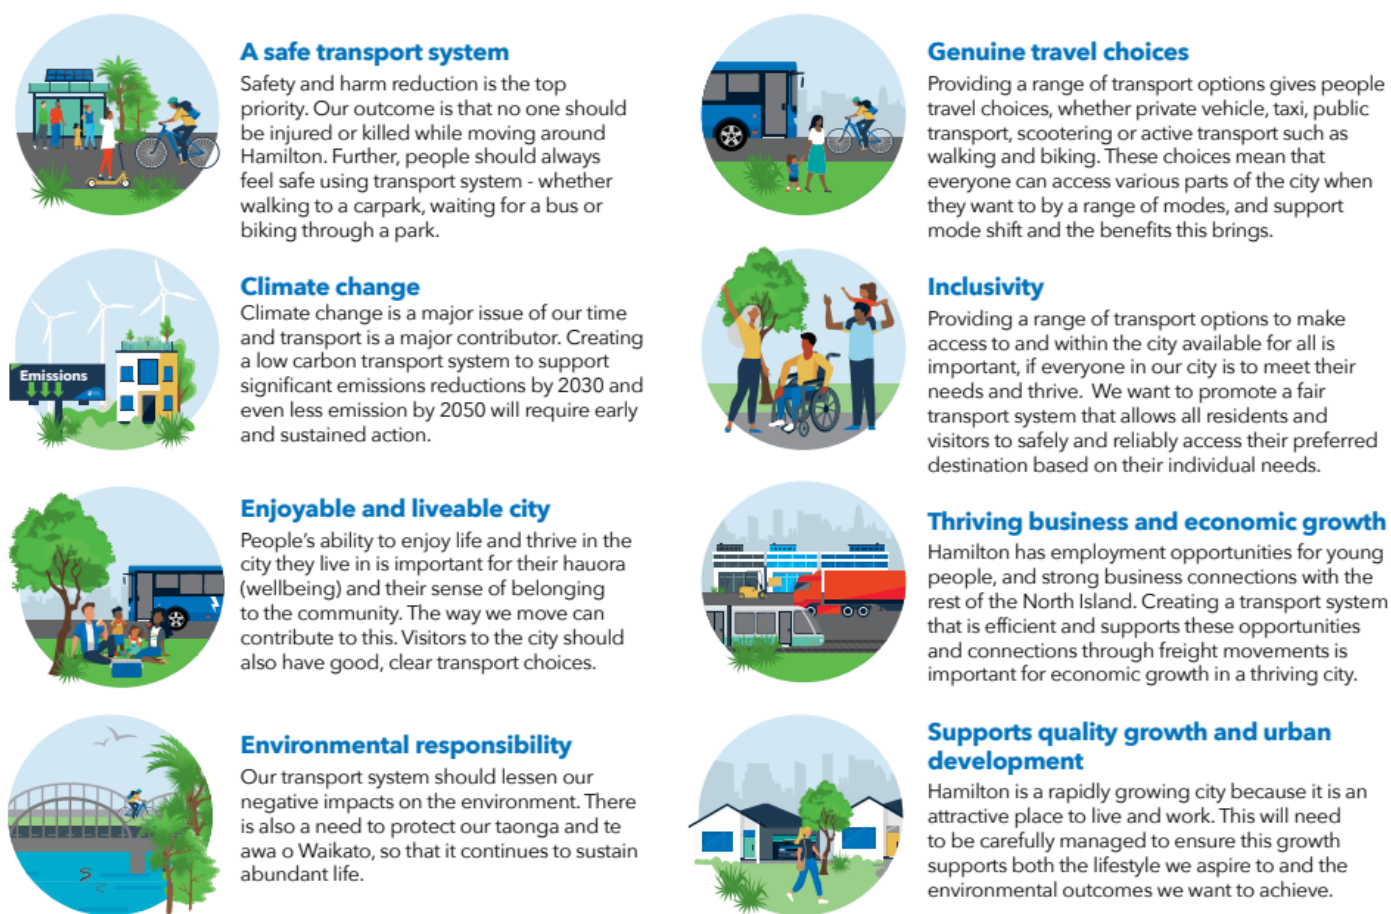 A safe transport system
Safety and harm reduction is the top
priority. Our outcome is that no one should
be injured or killed while moving around
Hamilton. Further, people should always
feel safe using transport system - whether
walking to a carpark, waiting for a bus or
biking through a park.
Climate change
Climate change is a major issue of our time
and transport is a major contributor. Creating
a low carbon transport system to support
significant emissions reductions by 2030 and
even less emission by 2050 will require early
and sustained action.
Emissions
Enjoyable and liveable city
People's ability to enjoy life and thrive in the
city they live in is important for their hauora
(wellbeing) and their sense of belonging
to the community. The way we move can
contribute to this. Visitors to the city should
also have good, clear transport choices.
Environmental responsibility
Our transport system should lessen our
negative impacts on the environment. There
is also a need to protect our taonga and te
awa o Waikato, so that it continues to sustain
abundant life.
Genuine travel choices
Providing a range of transport options gives people
travel choices, whether private vehicle, taxi, public
transport, scootering or active transport such as
walking and biking. These choices mean that
everyone can access various parts of the city when
they want to by a range of modes, and support
mode shift and the benefits this brings.
Inclusivity
Providing a range of transport options to make
access to and within the city available for all is
important, if everyone in our city is to meet their
needs and thrive. We want to promote a fair
transport system that allows all residents and
visitors to safely and reliably access their preferred
destination based on their individual needs.
Thriving business and economic growth
Hamilton has employment opportunities for young
people, and strong business connections with the
rest of the North Island. Creating a transport system
that is efficient and supports these opportunities
and connections through freight movements is
important for economic growth in a thriving city.
Supports quality growth and urban
development
Hamilton is a rapidly growing city because it is an
attractive place to live and work. This will need
to be carefully managed to ensure this growth
supports both the lifestyle we aspire to and the
environmental outcomes we want to achieve.